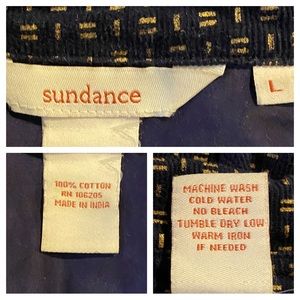 sundance
L
100% COTTON
RN 106205
MADE IN INDIA
MACHINE WASH
COLD WATER
NO BLEACH
TUMBLE DRY LOW
WARM IRON
IF NEEDED